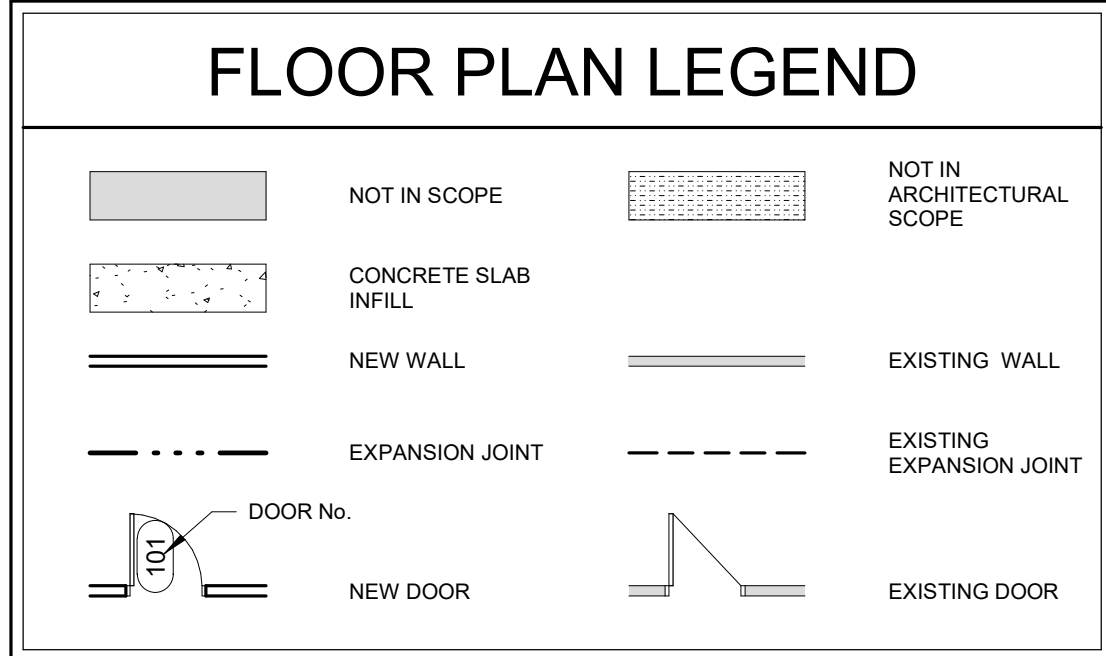 FLOOR PLAN LEGEND
NOT IN SCOPE
NOT IN
ARCHITECTURAL
SCOPE
CONCRETE SLAB
INFILL
NEW WALL
EXISTING WALL
EXPANSION JOINT
EXISTING
EXPANSION JOINT
DOOR No.
101
NEW DOOR
EXISTING DOOR